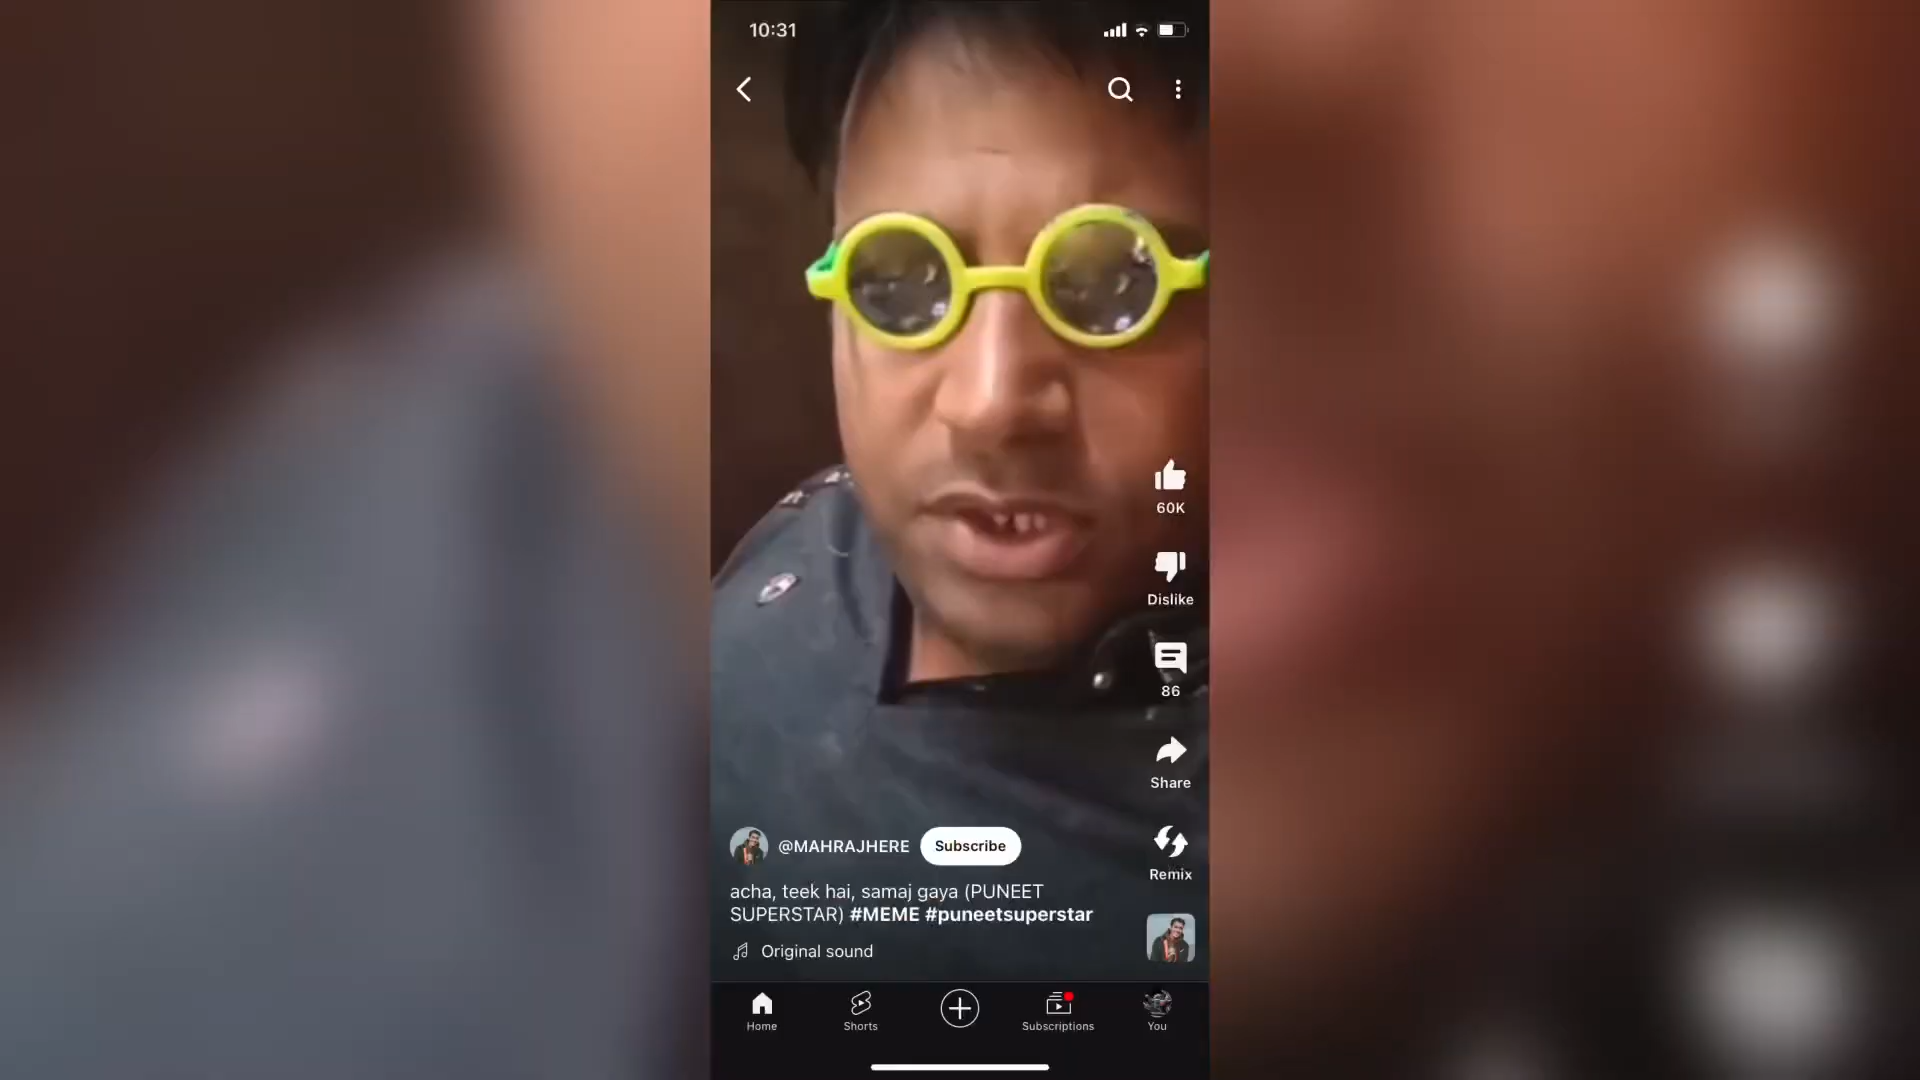 10:31
60K
Dislike
86
Share
@MAHRAJHERE Subscribe
Remix
acha, teek hai, samaj gaya (PUNEET
SUPERSTAR) #MEME #puneetsuperstar
Original sound
Home Shorts Subscriptions You